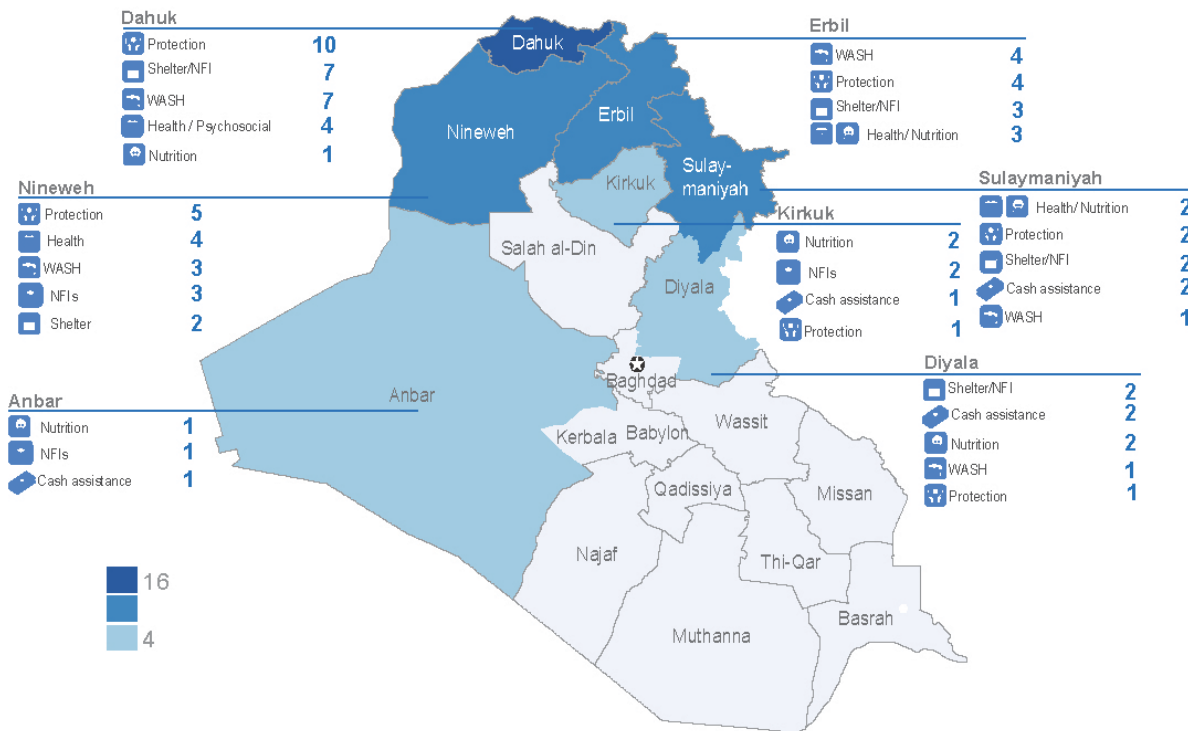 Dahuk
Protection 10
Shelter/NFI 7
WASH 7
Health / Psychosocial 4
Nutrition 1
Erbil
WASH 4
Protection 4
Shelter/NFI 3
Health/ Nutrition 3
Nineweh
Protection 5
Health 4
WASH 3
NFIs 3
Shelter 2
Sulaymaniyah
Health/ Nutrition 2
Protection 2
Shelter/NFI 2
Cash assistance 2
WASH 1
Kirkuk
Nutrition 2
NFIs 2
Cash assistance 1
Protection 1
Diyala
Shelter/NFI 2
Cash assistance 2
Nutrition 2
WASH 1
Protection 1
Anbar
Nutrition 1
NFIs 1
Cash assistance 1
Dahuk
Nineweh
Erbil
Sulay-
maniyah
Kirkuk
Salah al-Din
Diyala
Baghdad
Anbar
Kerbala
Babylon
Wassit
Qadissiya
Missan
Najaf
Thi-Qar
Basrah
Muthanna
16
4